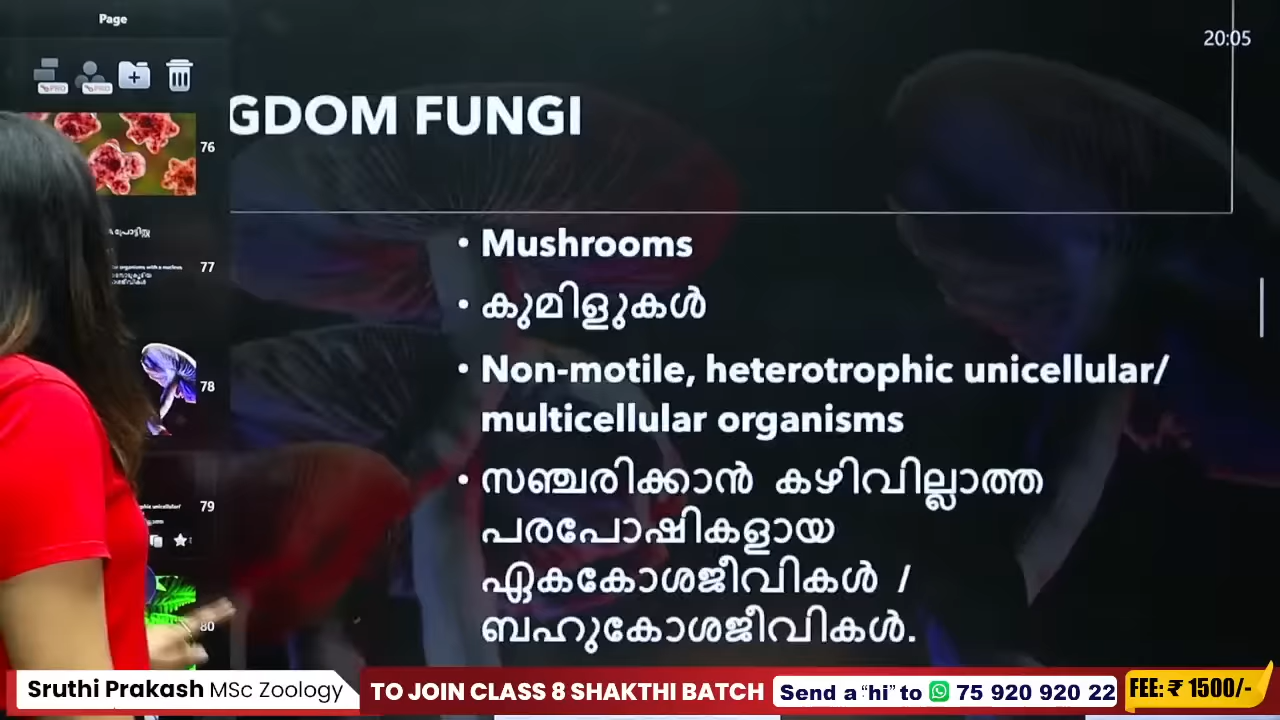 Page
20:05
PRO
PRO
GDOM FUNGI
76
77
78
79
80
• Mushrooms
• കുമിളുകൾ
• Non-motile, heterotrophic unicellular/
multicellular organisms
• സഞ്ചരിക്കാൻ കഴിവില്ലാത്ത
പരപോഷികളായ
ഏകകോശജീവികൾ /
ബഹുകോശജീവികൾ.
Sruthi Prakash MSc Zoology
TO JOIN CLASS 8 SHAKTHI BATCH
Send a “hi” to 75 920 920 22
FEE: ₹ 1500/-